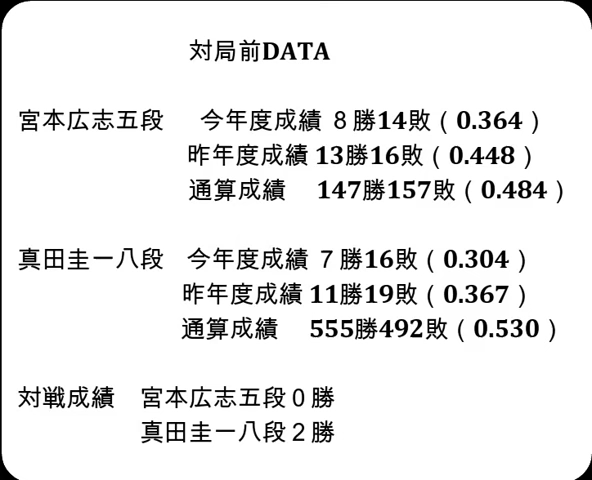 対局前DATA
宮本広志五段 今年度成績 8勝14敗(0.364)
昨年度成績 13勝16敗(0.448)
通算成績 147勝157敗(0.484)
真田圭一八段 今年度成績 7勝16敗(0.304)
昨年度成績 11勝19敗(0.367)
通算成績 555勝492敗(0.530)
対戦成績 宮本広志五段0勝
真田圭一八段2勝